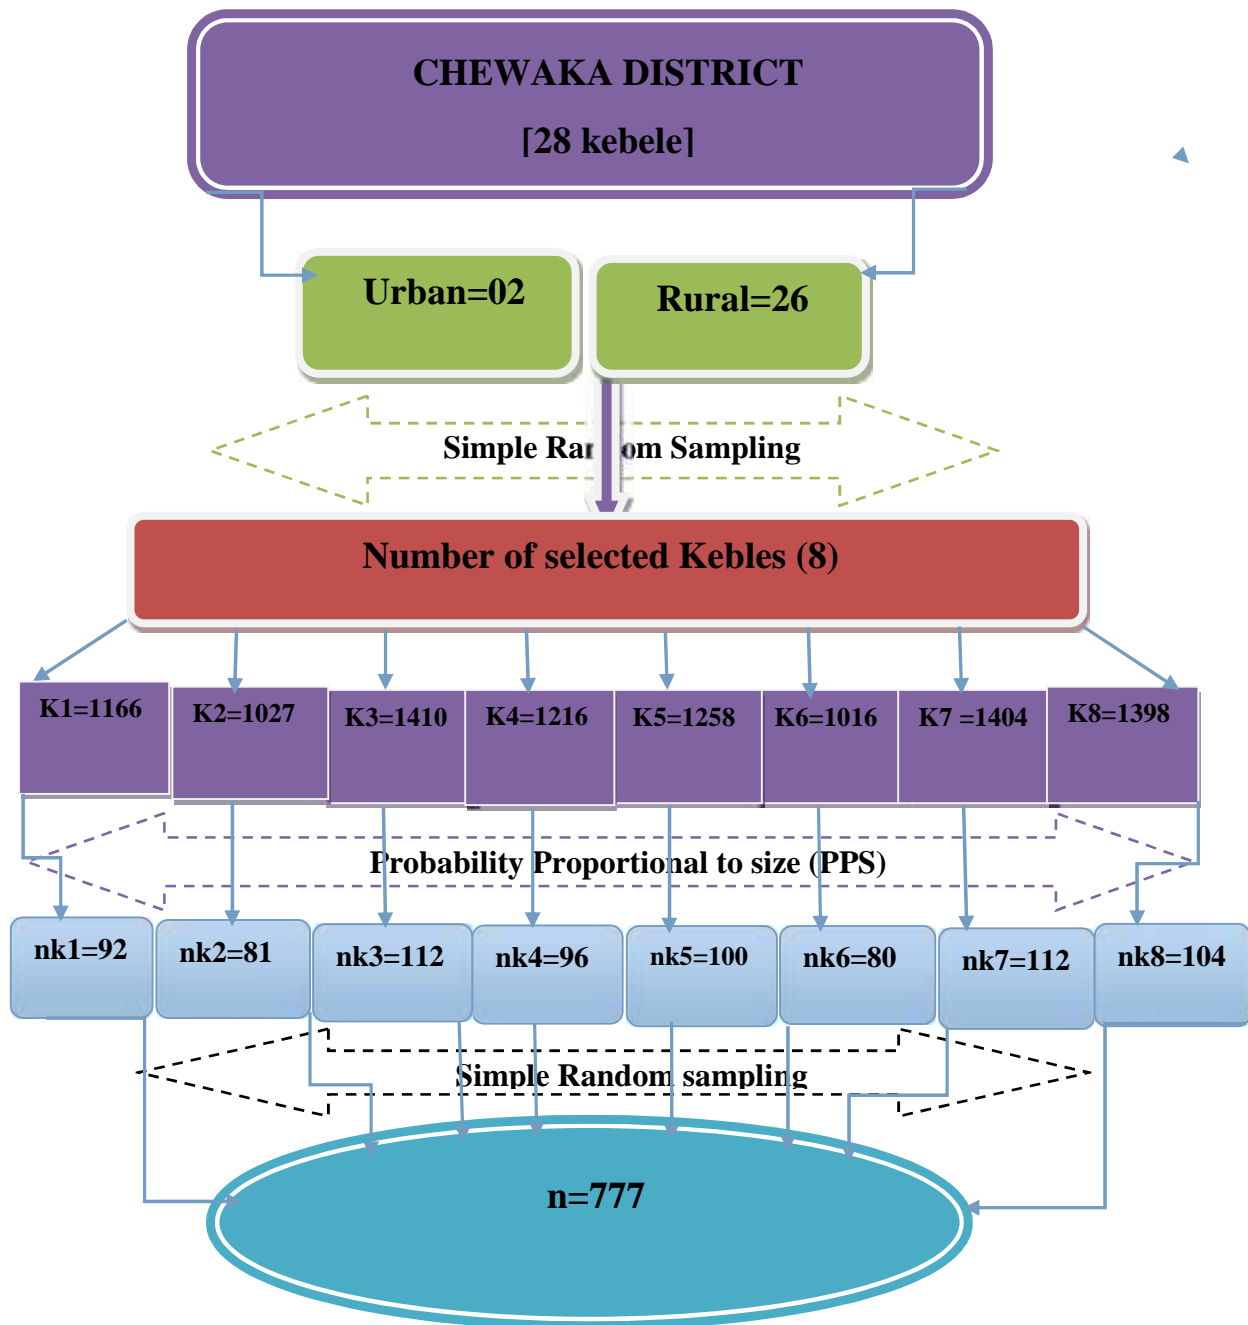 CHEWAKA DISTRICT
[28 kebele]
Urban=02
Rural=26
Simple Random Sampling
Number of selected Kebles (8)
K1=1166
K2=1027
K3=1410
K4=1216
K5=1258
K6=1016
K7 =1404
K8=1398
Probability Proportional to size (PPS)
nk1=92
nk2=81
nk3=112
nk4=96
nk5=100
nk6=80
nk7=112
nk8=104
Simple Random sampling
n=777